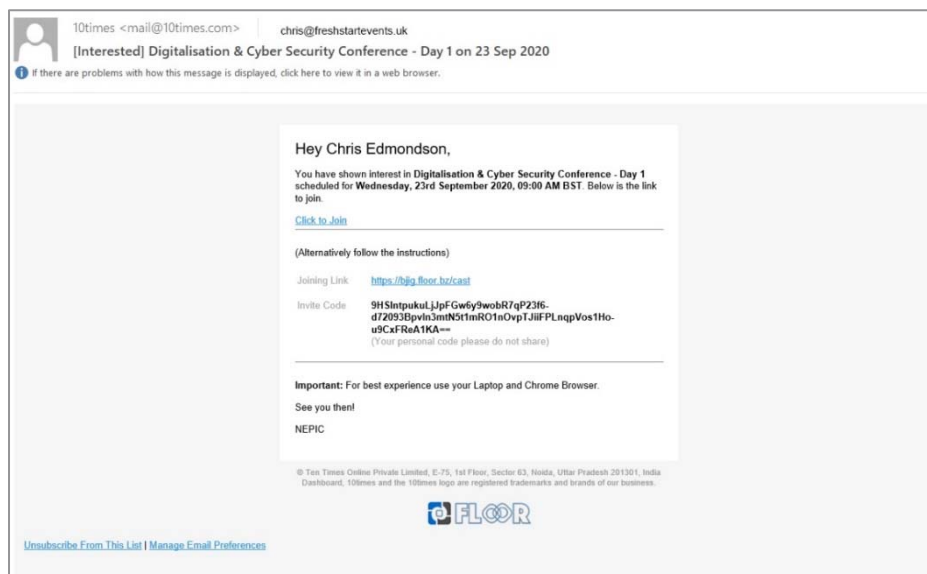 10times <mail@10times.com> chris@freshstartevents.uk
[Interested] Digitalisation & Cyber Security Conference - Day 1 on 23 Sep 2020
If there are problems with how this message is displayed, click here to view it in a web browser.
Hey Chris Edmondson,
You have shown interest in Digitalisation & Cyber Security Conference - Day 1
scheduled for Wednesday, 23rd September 2020, 09:00 AM BST. Below is the link
to join.
Click to Join
(Alternatively follow the instructions)
Joining Link https://bjig.floor.bz/cast
Invite Code 9HSIntpukuLjJpFGw6y9wobR7qP23f6-
d72093BpvIn3mtN5t1mRO1nOvpTJiiFPLnqpVos1Ho-
u9CxFReA1KA==
(Your personal code please do not share)
Important: For best experience use your Laptop and Chrome Browser.
See you then!
NEPIC
© Ten Times Online Private Limited, E-75, 1st Floor, Sector 63, Noida, Uttar Pradesh 201301, India
Dashboard, 10times and the 10times logo are registered trademarks and brands of our business.
FLOOR
Unsubscribe From This List | Manage Email Preferences